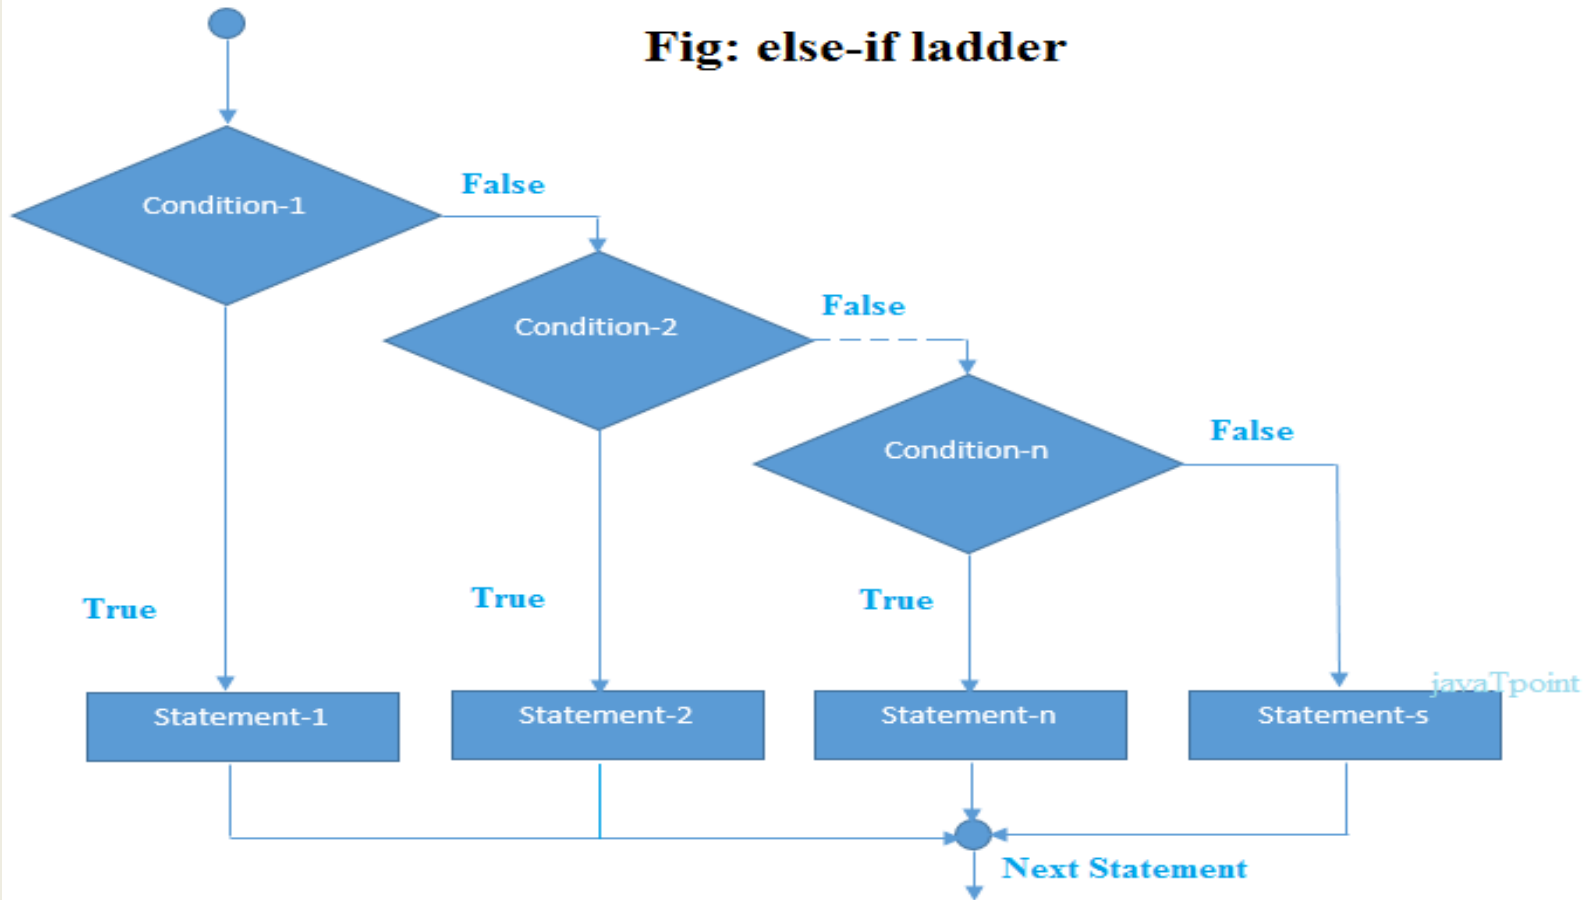 Fig: else-if ladder
Condition-1
False
Condition-2
False
Condition-n
False
True
True
True
javaTpoint
Statement-1
Statement-2
Statement-n
Statement-s
Next Statement